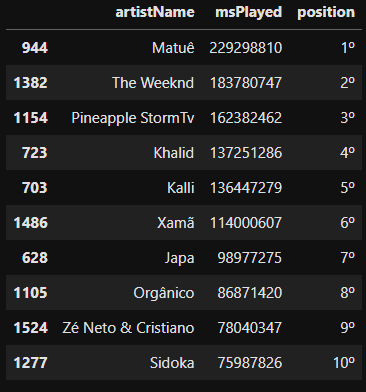 artistName msPlayed position
944 Matuê 229298810 1º
1382 The Weeknd 183780747 2º
1154 Pineapple StormTv 162382462 3º
723 Khalid 137251286 4º
703 Kalli 136447279 5º
1486 Xamã 114000607 6º
628 Japa 98977275 7º
1105 Orgânico 86871420 8º
1524 Zé Neto & Cristiano 78040347 9º
1277 Sidoka 75987826 10º